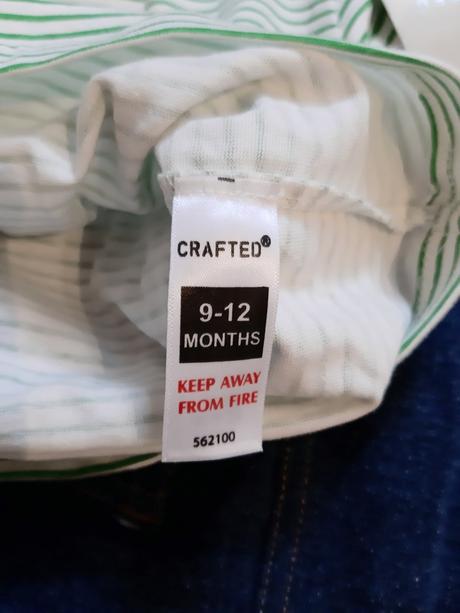 CRAFTED®
9-12
MONTHS
KEEP AWAY
FROM FIRE
562100